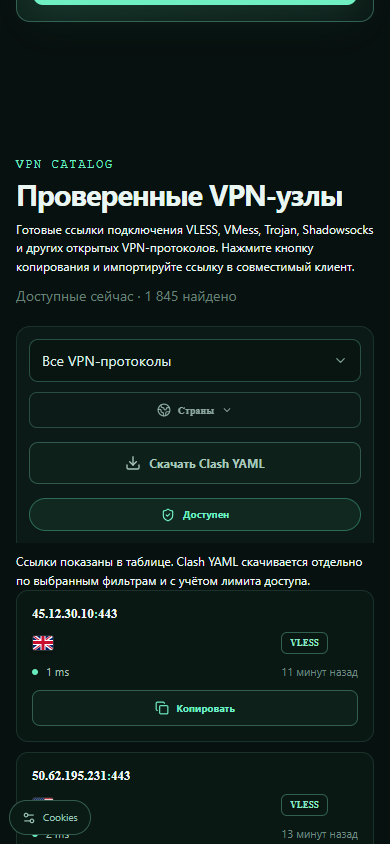 VPN CATALOG
Проверенные VPN-узлы
Готовые ссылки подключения VLESS, VMess, Trojan, Shadowsocks
и других открытых VPN-протоколов. Нажмите кнопку
копирования и импортируйте ссылку в совместимый клиент.
Доступные сейчас · 1 845 найдено
Все VPN-протоколы
Страны
Скачать Clash YAML
Доступен
Ссылки показаны в таблице. Clash YAML скачивается отдельно
по выбранным фильтрам и с учётом лимита доступа.
45.12.30.10:443
VLESS
1 ms
11 минут назад
Копировать
50.62.195.231:443
VLESS
2 ms
13 минут назад
Cookies